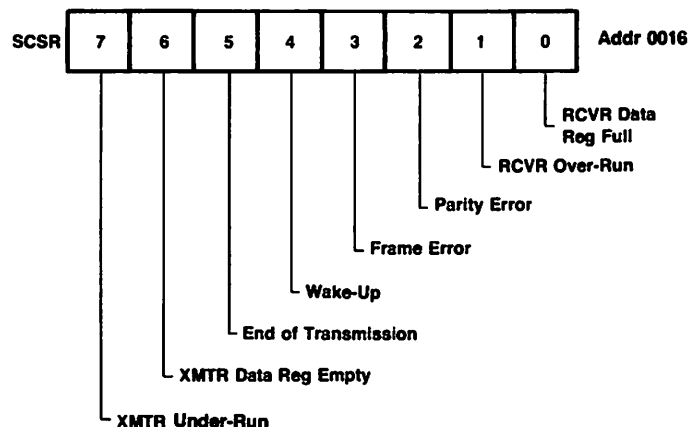 SCSR 7 6 5 4 3 2 1 0 Addr 0016
RCVR Data
Reg Full
RCVR Over-Run
Parity Error
Frame Error
Wake-Up
End of Transmission
XMTR Data Reg Empty
XMTR Under-Run